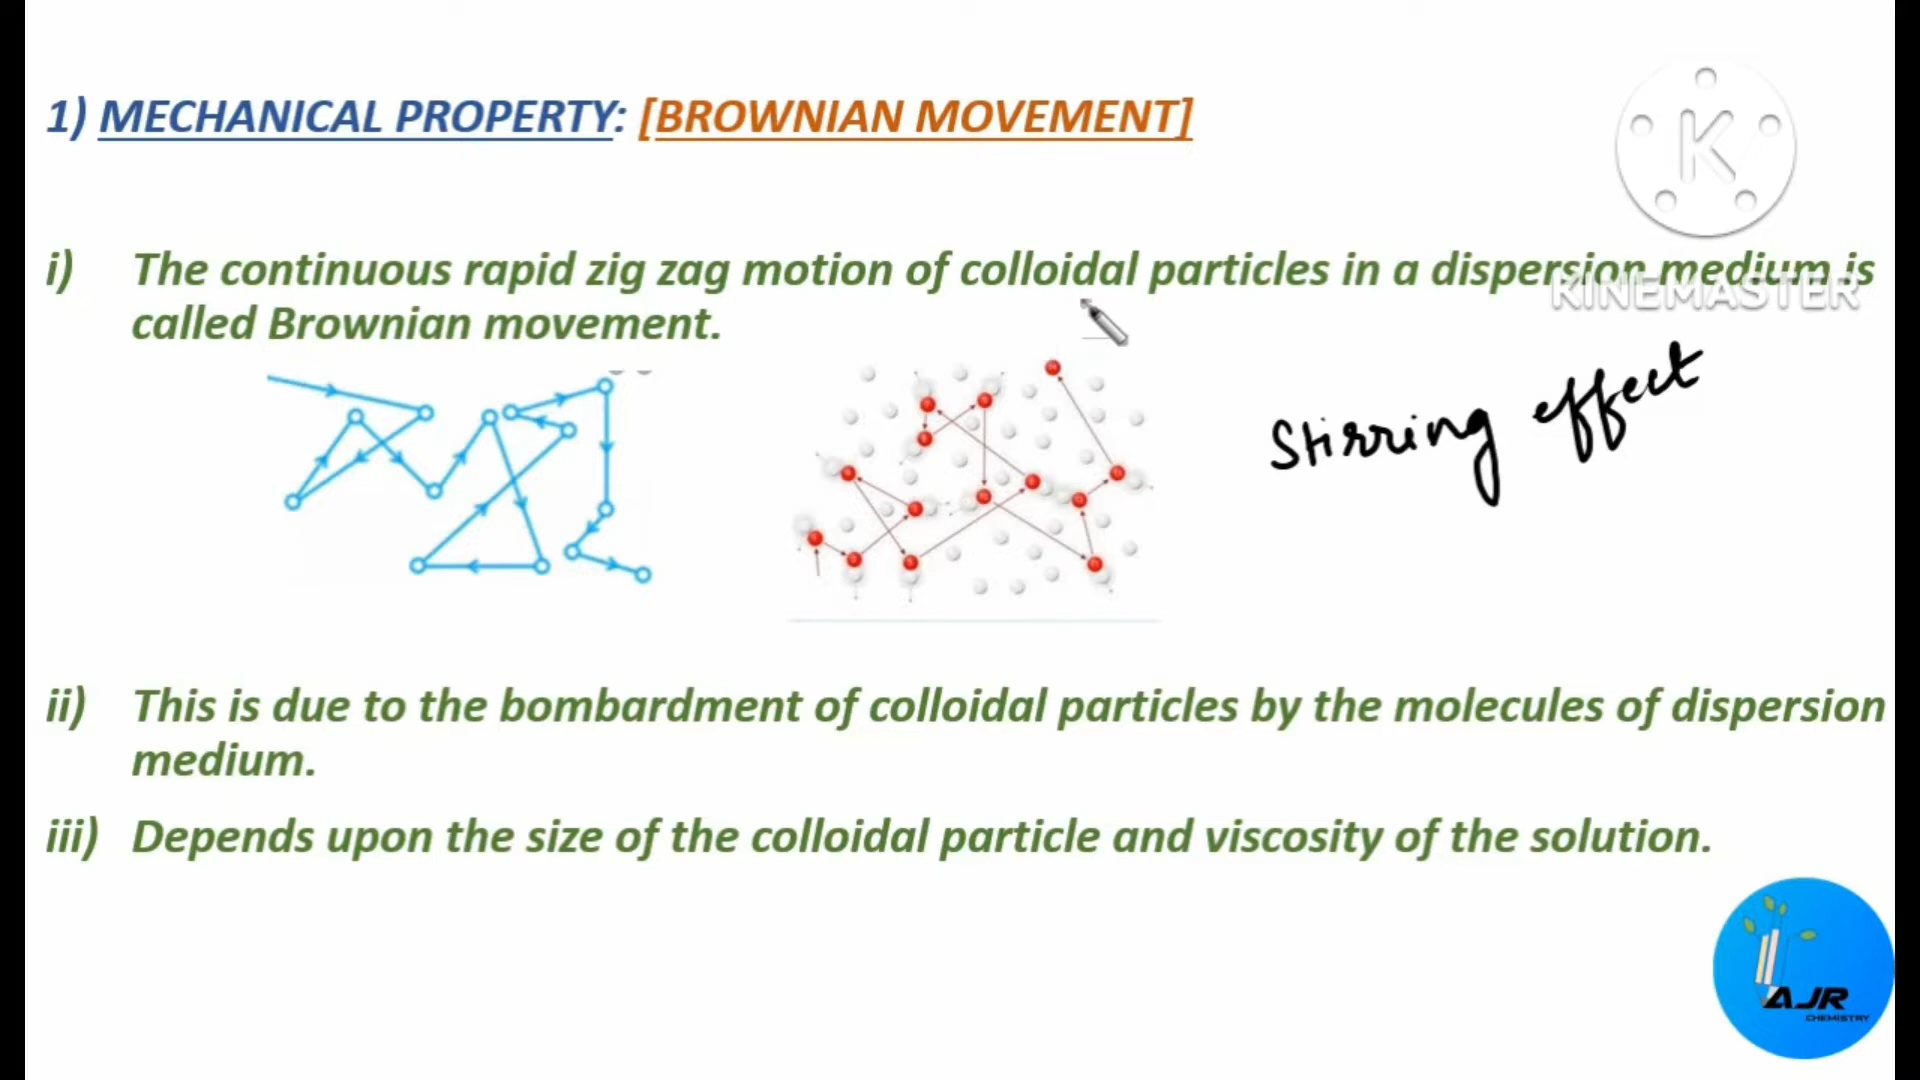 1) MECHANICAL PROPERTY: [BROWNIAN MOVEMENT]
K
i) The continuous rapid zig zag motion of colloidal particles in a dispersion medium is
KINEMASTER
called Brownian movement.
Stirring effect
ii) This is due to the bombardment of colloidal particles by the molecules of dispersion
medium.
iii) Depends upon the size of the colloidal particle and viscosity of the solution.
AJR
CHEMISTRY